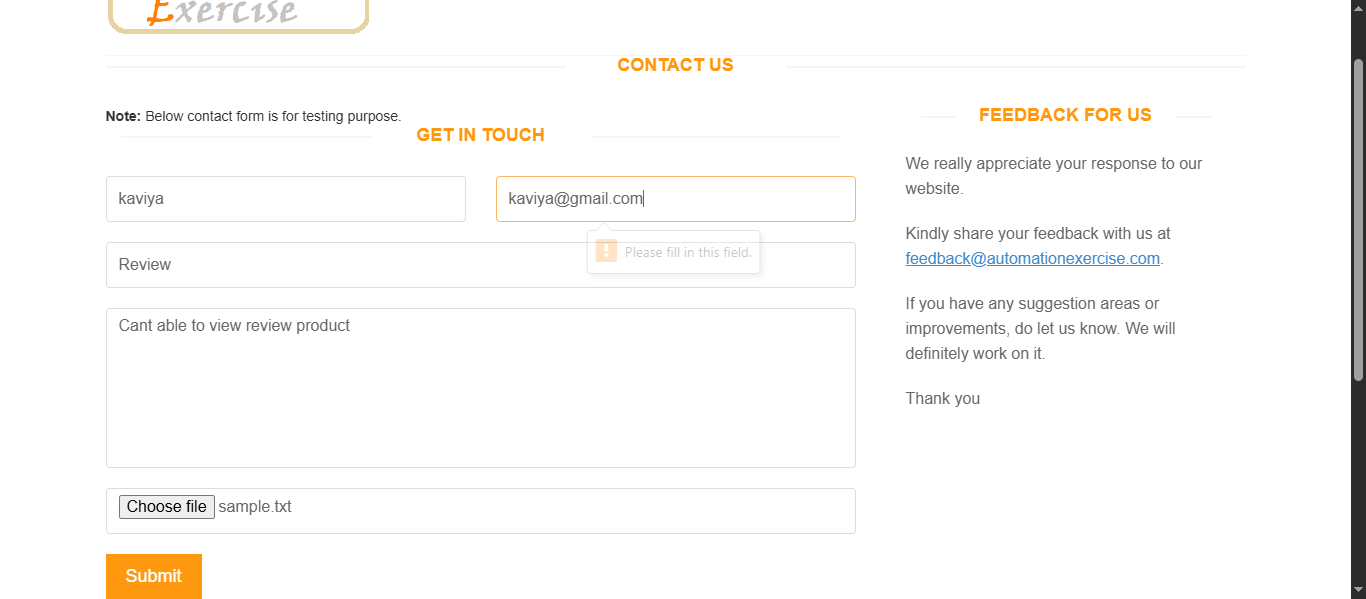 Exercise
CONTACT US
Note: Below contact form is for testing purpose.
GET IN TOUCH
kaviya
kaviya@gmail.com
Please fill in this field.
Review
Cant able to view review product
Choose file sample.txt
Submit
FEEDBACK FOR US
We really appreciate your response to our
website.
Kindly share your feedback with us at
feedback@automationexercise.com.
If you have any suggestion areas or
improvements, do let us know. We will
definitely work on it.
Thank you